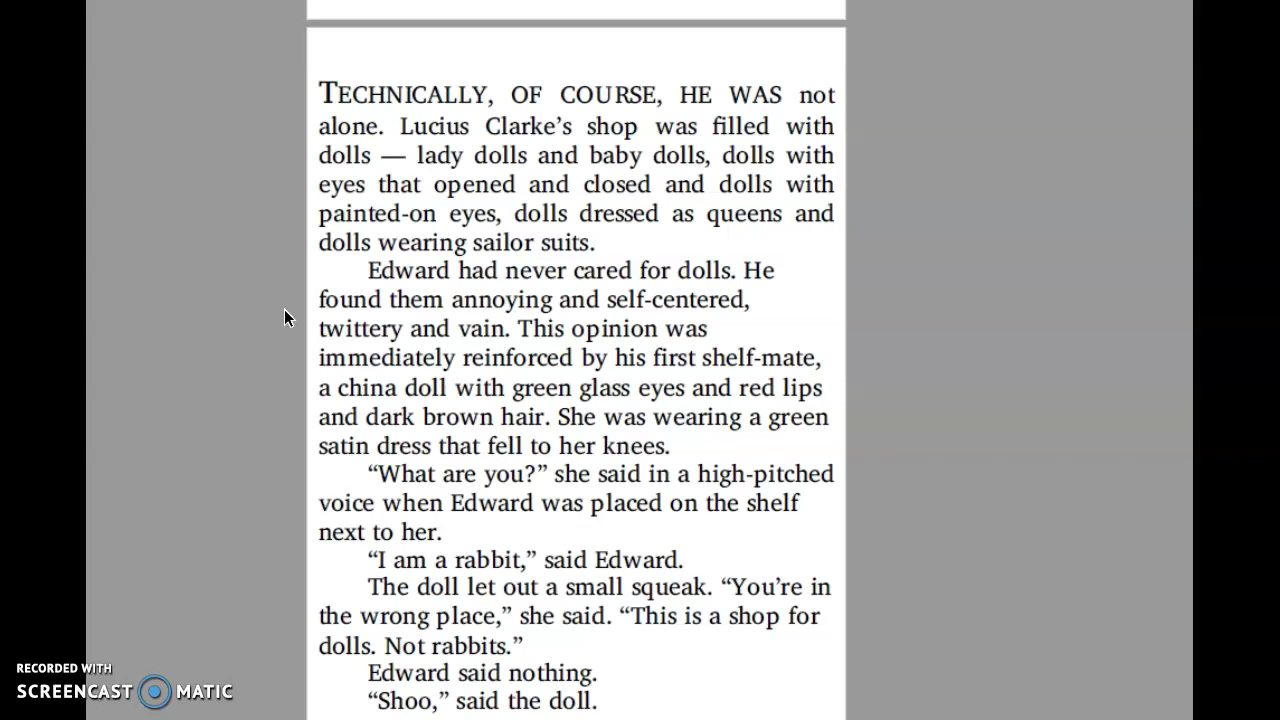 TECHNICALLY, OF COURSE, HE WAS not
alone. Lucius Clarke’s shop was filled with
dolls — lady dolls and baby dolls, dolls with
eyes that opened and closed and dolls with
painted-on eyes, dolls dressed as queens and
dolls wearing sailor suits.
Edward had never cared for dolls. He
found them annoying and self-centered,
twittery and vain. This opinion was
immediately reinforced by his first shelf-mate,
a china doll with green glass eyes and red lips
and dark brown hair. She was wearing a green
satin dress that fell to her knees.
“What are you?” she said in a high-pitched
voice when Edward was placed on the shelf
next to her.
“I am a rabbit,” said Edward.
The doll let out a small squeak. “You’re in
the wrong place,” she said. “This is a shop for
dolls. Not rabbits.”
Edward said nothing.
“Shoo,” said the doll.
RECORDED WITH
SCREENCAST MATIC